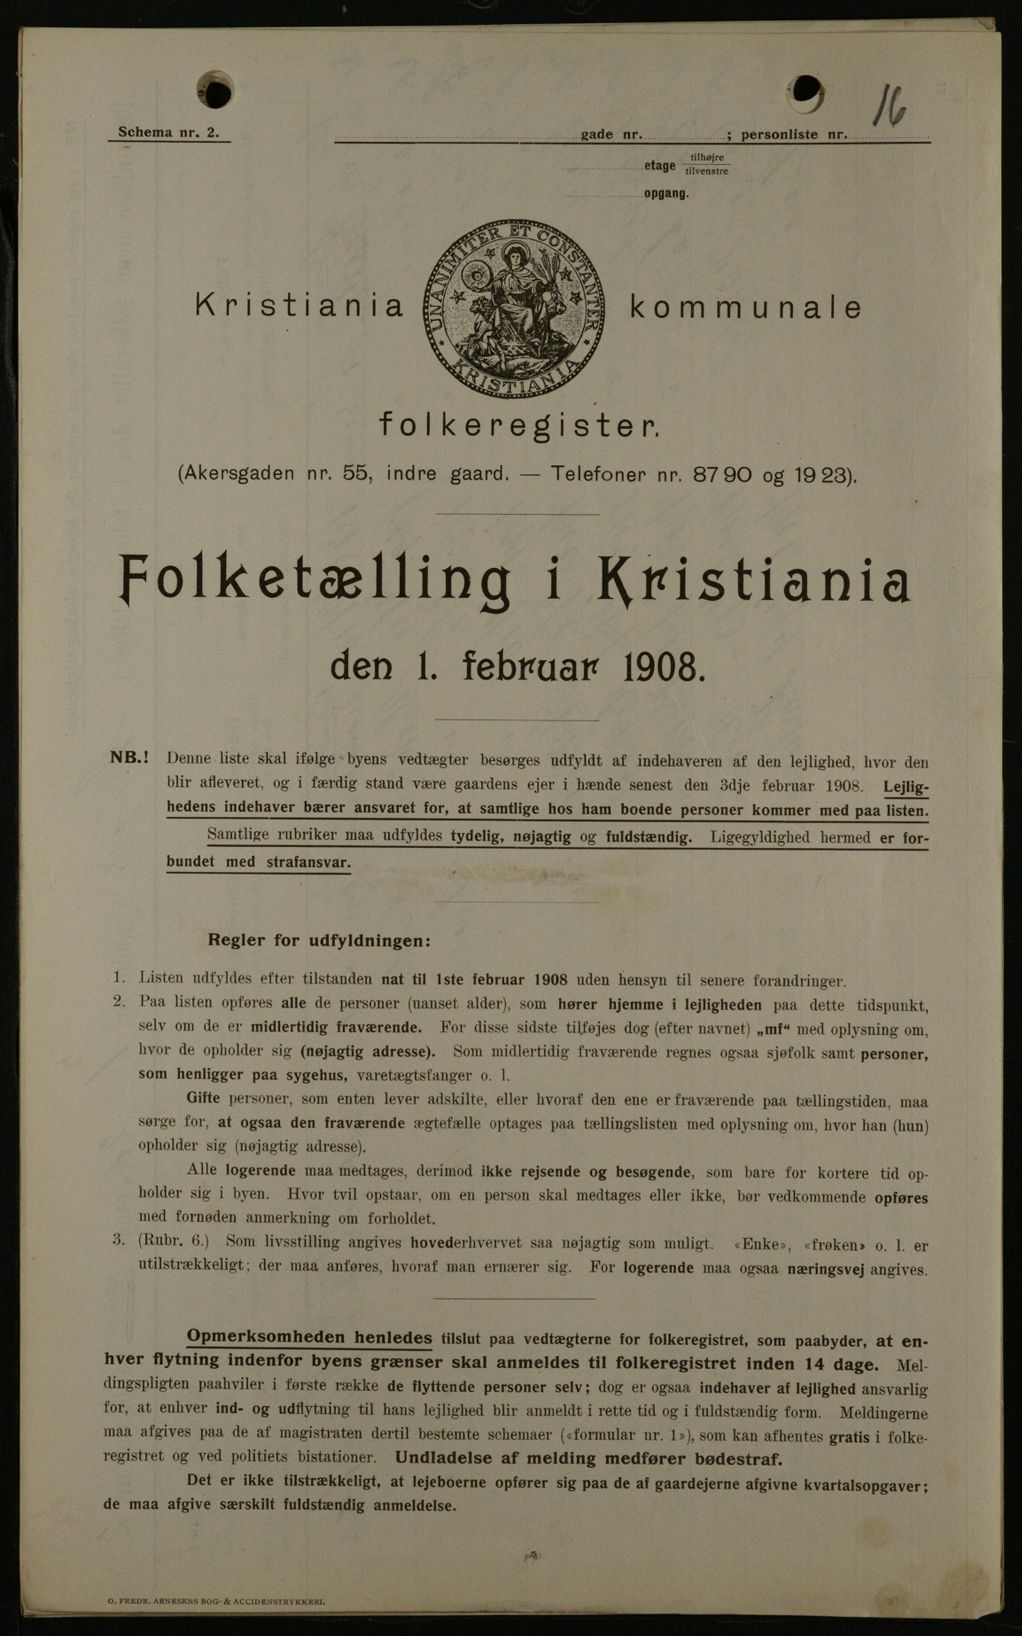 16
Schema nr. 2.
gade nr. ; personliste nr.
etage tilhøjre
tilvenstre
opgang.
UNANIMITER ET CONSTANTER
KRISTIANIA
Kristiania kommunale
folkeregister.
(Akersgaden nr. 55, indre gaard. — Telefoner nr. 87 90 og 19 23).
Folketælling i Kristiania
den 1. februar 1908.
NB.! Denne liste skal ifølge byens vedtægter besørges udfyldt af indehaveren af den lejlighed, hvor den
blir afleveret, og i færdig stand være gaardens ejer i hænde senest den 3dje februar 1908. Lejlig-
hedens indehaver bærer ansvaret for, at samtlige hos ham boende personer kommer med paa listen.
Samtlige rubriker maa udfyldes tydelig, nøjagtig og fuldstændig. Ligegyldighed hermed er for-
bundet med strafansvar.
Regler for udfyldningen:
1. Listen udfyldes efter tilstanden nat til 1ste februar 1908 uden hensyn til senere forandringer.
2. Paa listen opføres alle de personer (uanset alder), som hører hjemme i lejligheden paa dette tidspunkt,
selv om de er midlertidig fraværende. For disse sidste tilføjes dog (efter navnet) „mf“ med oplysning om,
hvor de opholder sig (nøjagtig adresse). Som midlertidig fraværende regnes ogsaa sjøfolk samt personer,
som henligger paa sygehus, varetægtsfanger o. l.
Gifte personer, som enten lever adskilte, eller hvoraf den ene er fraværende paa tællingstiden, maa
sørge for, at ogsaa den fraværende ægtefælle optages paa tællingslisten med oplysning om, hvor han (hun)
opholder sig (nøjagtig adresse).
Alle logerende maa medtages, derimod ikke rejsende og besøgende, som bare for kortere tid op-
holder sig i byen. Hvor tvil opstaar, om en person skal medtages eller ikke, bør vedkommende opføres
med fornøden anmerkning om forholdet.
3. (Rubr. 6.) Som livsstilling angives hovederhvervet saa nøjagtig som muligt. «Enke», «frøken» o. l. er
utilstrækkeligt; der maa anføres, hvoraf man ernærer sig. For logerende maa ogsaa næringsvej angives.
Opmerksomheden henledes tilslut paa vedtægterne for folkeregistret, som paabyder, at en-
hver flytning indenfor byens grænser skal anmeldes til folkeregistret inden 14 dage. Mel-
dingspligten paahviler i første række de flyttende personer selv; dog er ogsaa indehaver af lejlighed ansvarlig
for, at enhver ind- og udflytning til hans lejlighed blir anmeldt i rette tid og i fuldstændig form. Meldingerne
maa afgives paa de af magistraten dertil bestemte schemaer («formular nr. 1»), som kan afhentes gratis i folke-
registret og ved politiets bistationer. Undladelse af melding medfører bødestraf.
Det er ikke tilstrækkeligt, at lejeboerne opfører sig paa de af gaardejerne afgivne kvartalsopgaver;
de maa afgive særskilt fuldstændig anmeldelse.
O. FREDR. ARNESENS BOG- & ACCIDENSTRYKKERI.